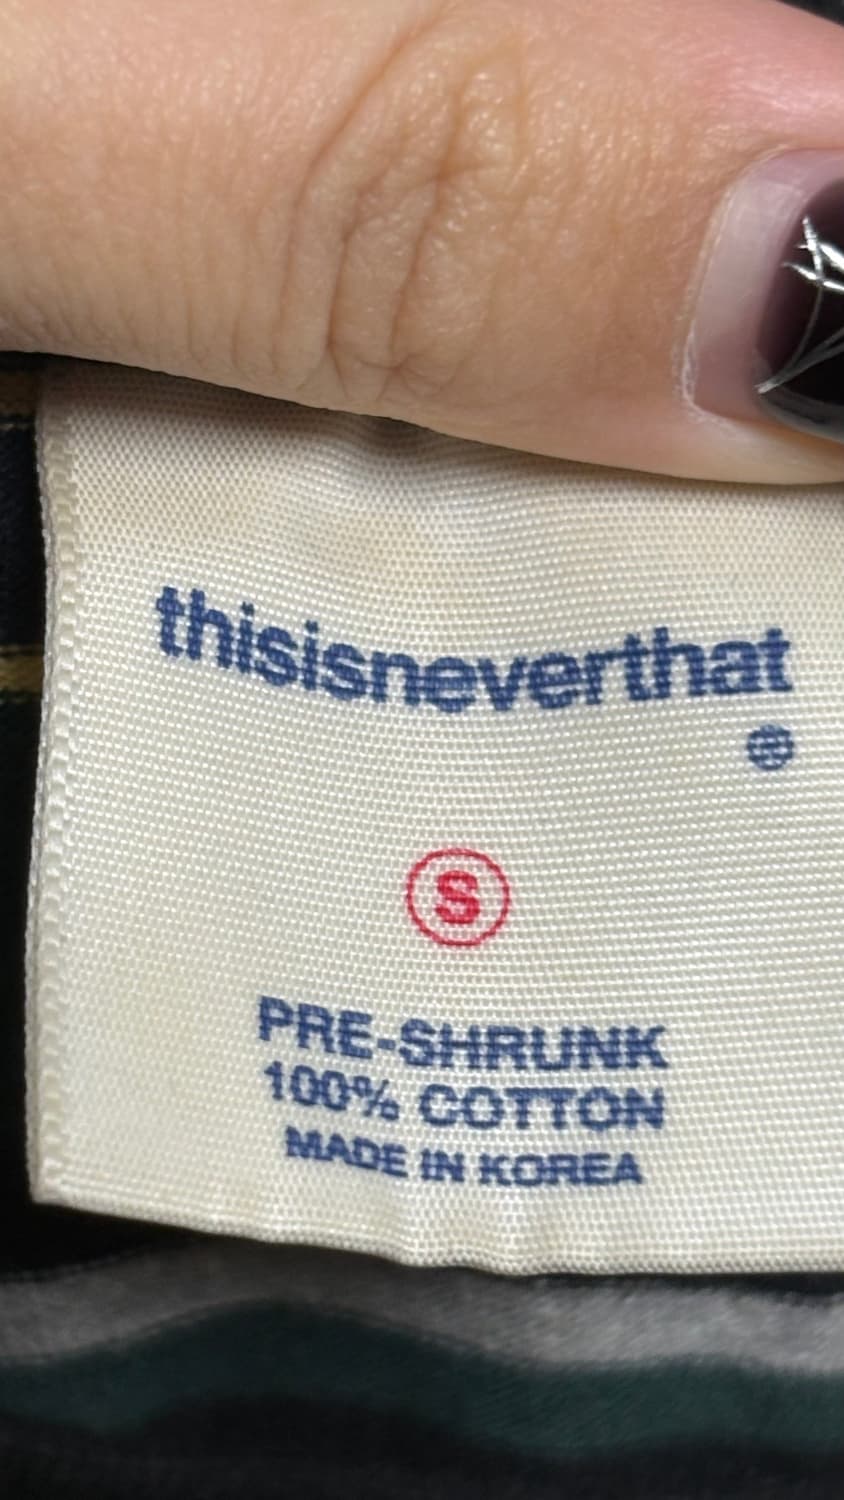 thisisneverthat
®
S
PRE-SHRUNK
100% COTTON
MADE IN KOREA